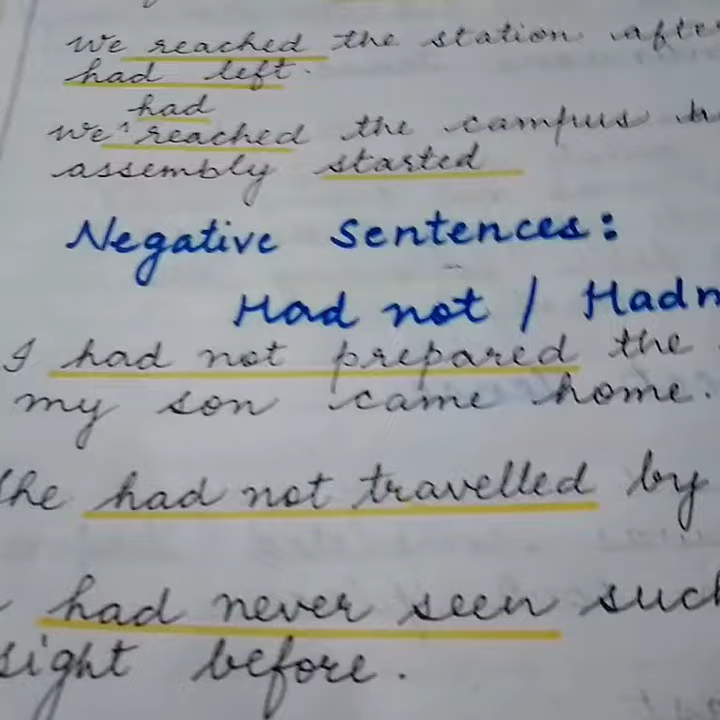 We reached the station afte
had left.
had
We ^ reached the campus
assembly started
Negative Sentences:
Had not / Hadn
I had not prepared the
my son came home.
he had not travelled by
had never seen such
sight before.